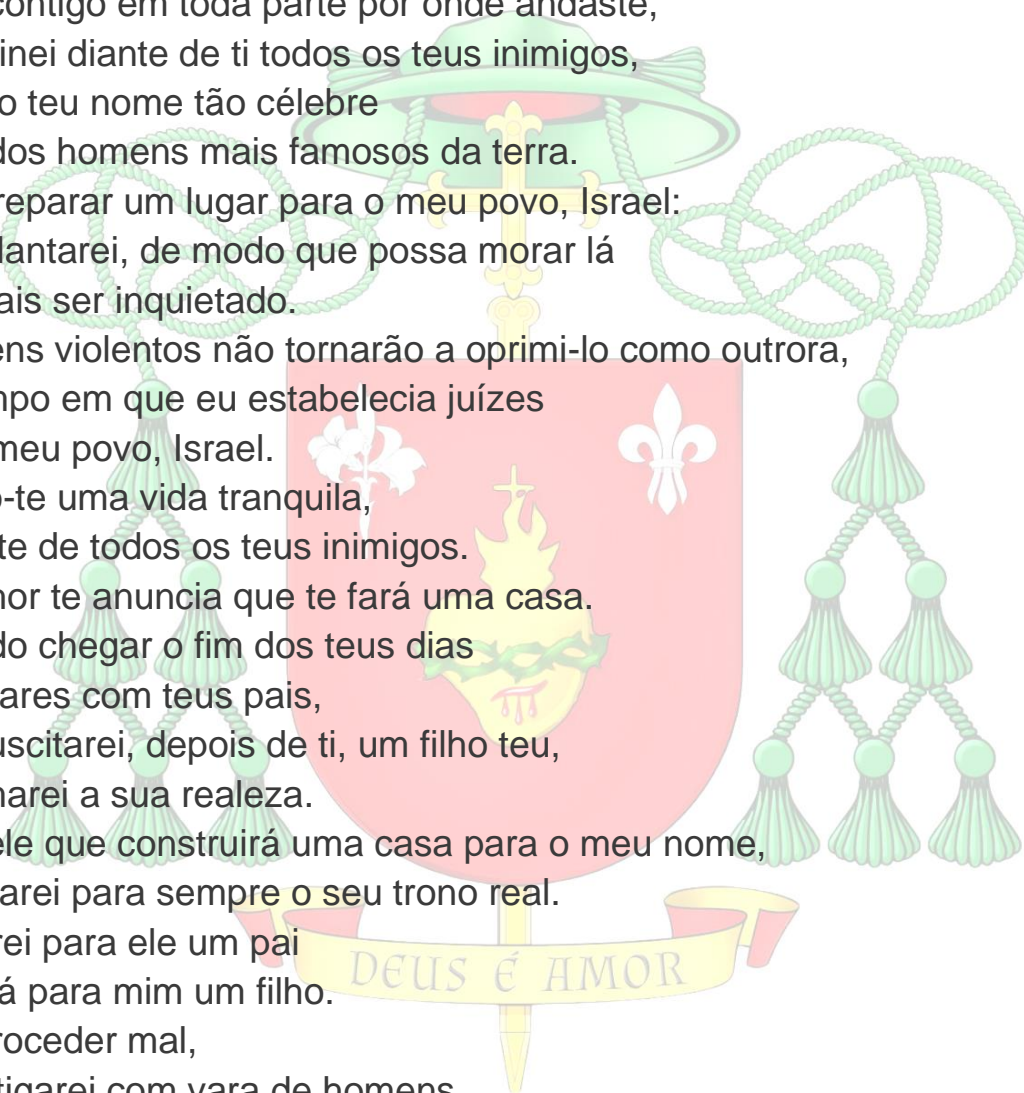 contigo em toda parte por onde andaste,
inei diante de ti todos os teus inimigos,
o teu nome tão célebre
dos homens mais famosos da terra.
reparar um lugar para o meu povo, Israel:
lantarei, de modo que possa morar lá
ais ser inquietado.
ens violentos não tornarão a oprimi-lo como outrora,
npo em que eu estabelecia juízes
meu povo, Israel.
o-te uma vida tranquila,
te de todos os teus inimigos.
hor te anuncia que te fará uma casa.
do chegar o fim dos teus dias
ares com teus pais,
uscitarei, depois de ti, um filho teu,
narei a sua realeza.
ele que construirá uma casa para o meu nome,
arei para sempre o seu trono real.
rei para ele um pai
á para mim um filho.
DEUS É AMOR
roceder mal,
tigarei com vara de homens